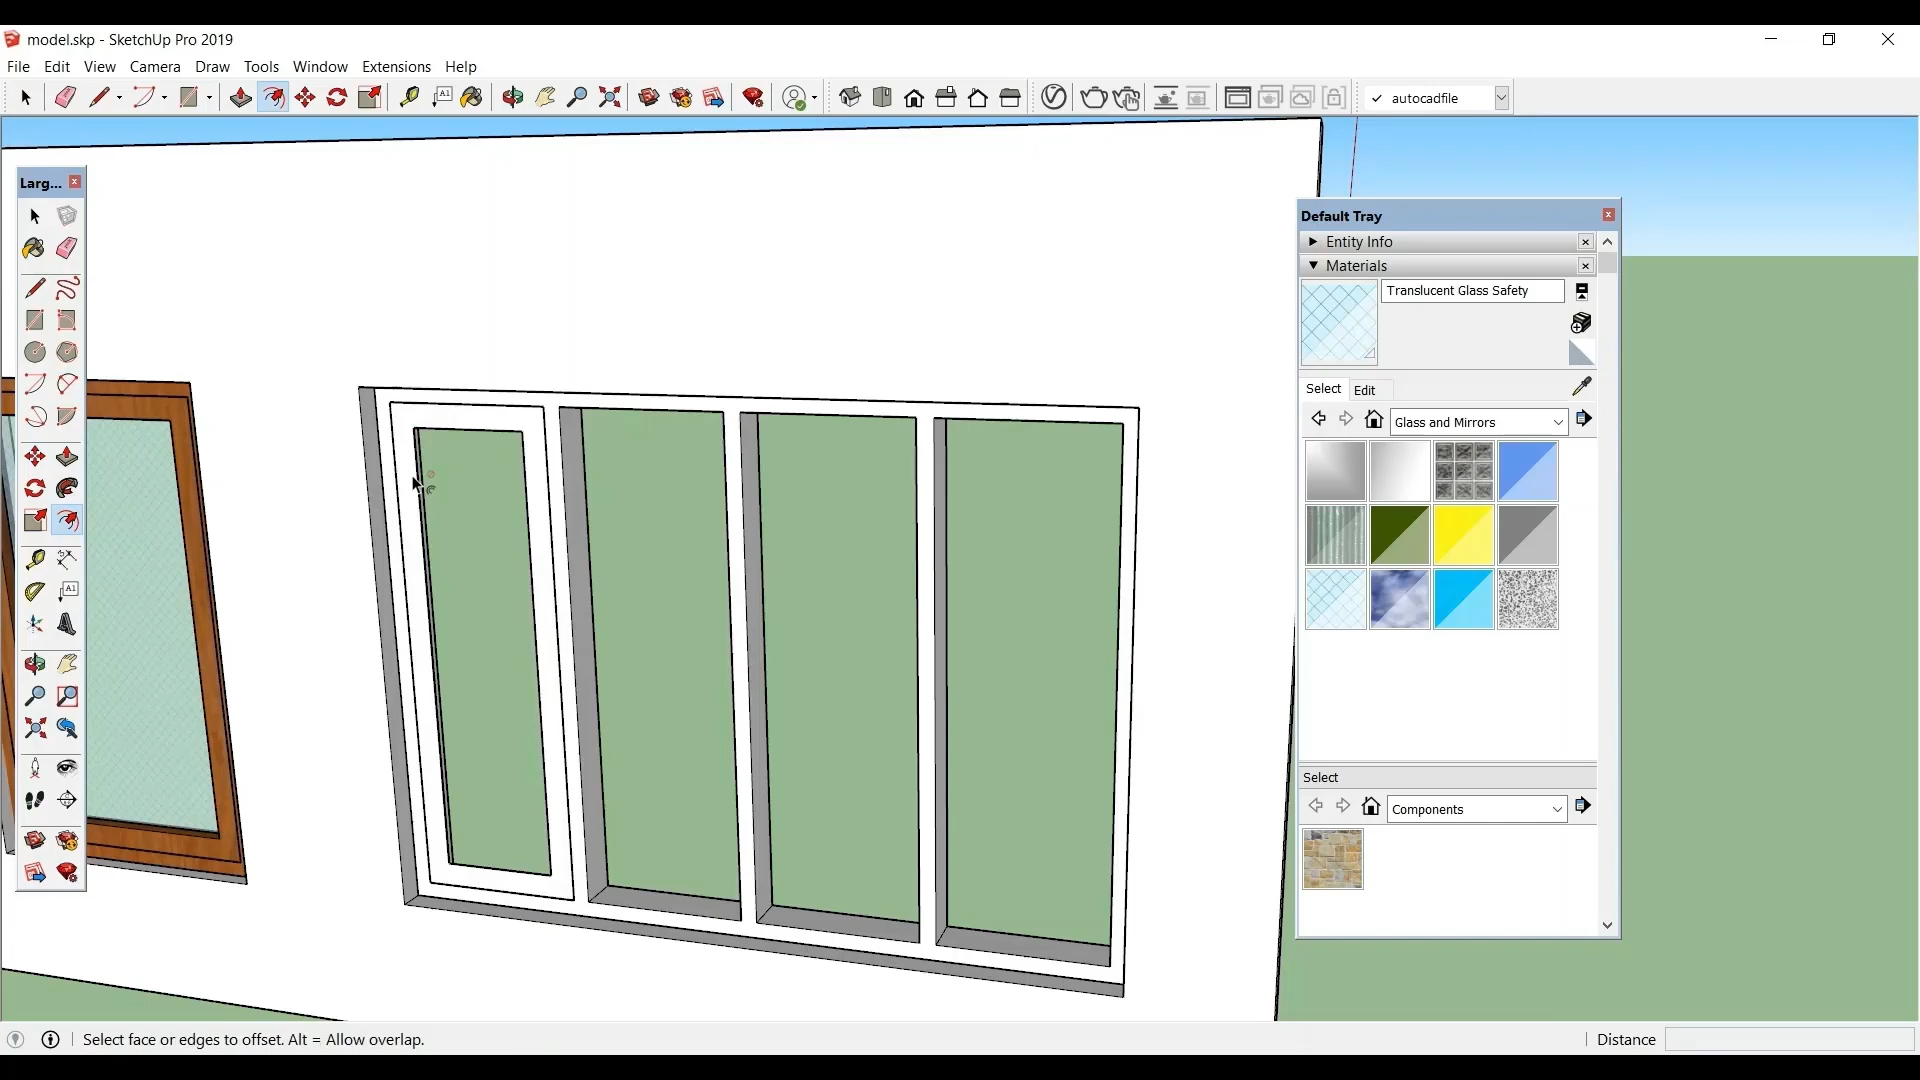 model.skp - SketchUp Pro 2019
File Edit View Camera Draw Tools Window Extensions Help
A1
autocadfile
Larg...
A1
Default Tray
Entity Info
Materials
Translucent Glass Safety
Select Edit
Glass and Mirrors
Select
Components
Select face or edges to offset. Alt = Allow overlap.
Distance